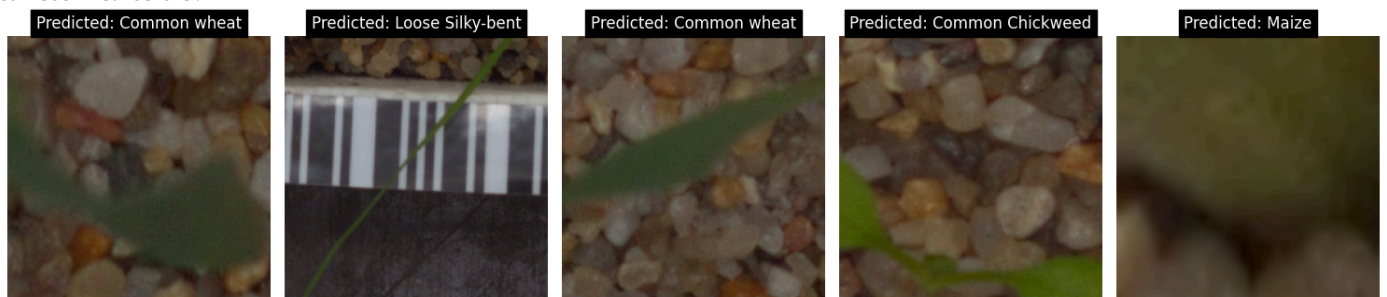 Predicted: Common wheat
Predicted: Loose Silky-bent
Predicted: Common wheat
Predicted: Common Chickweed
Predicted: Maize